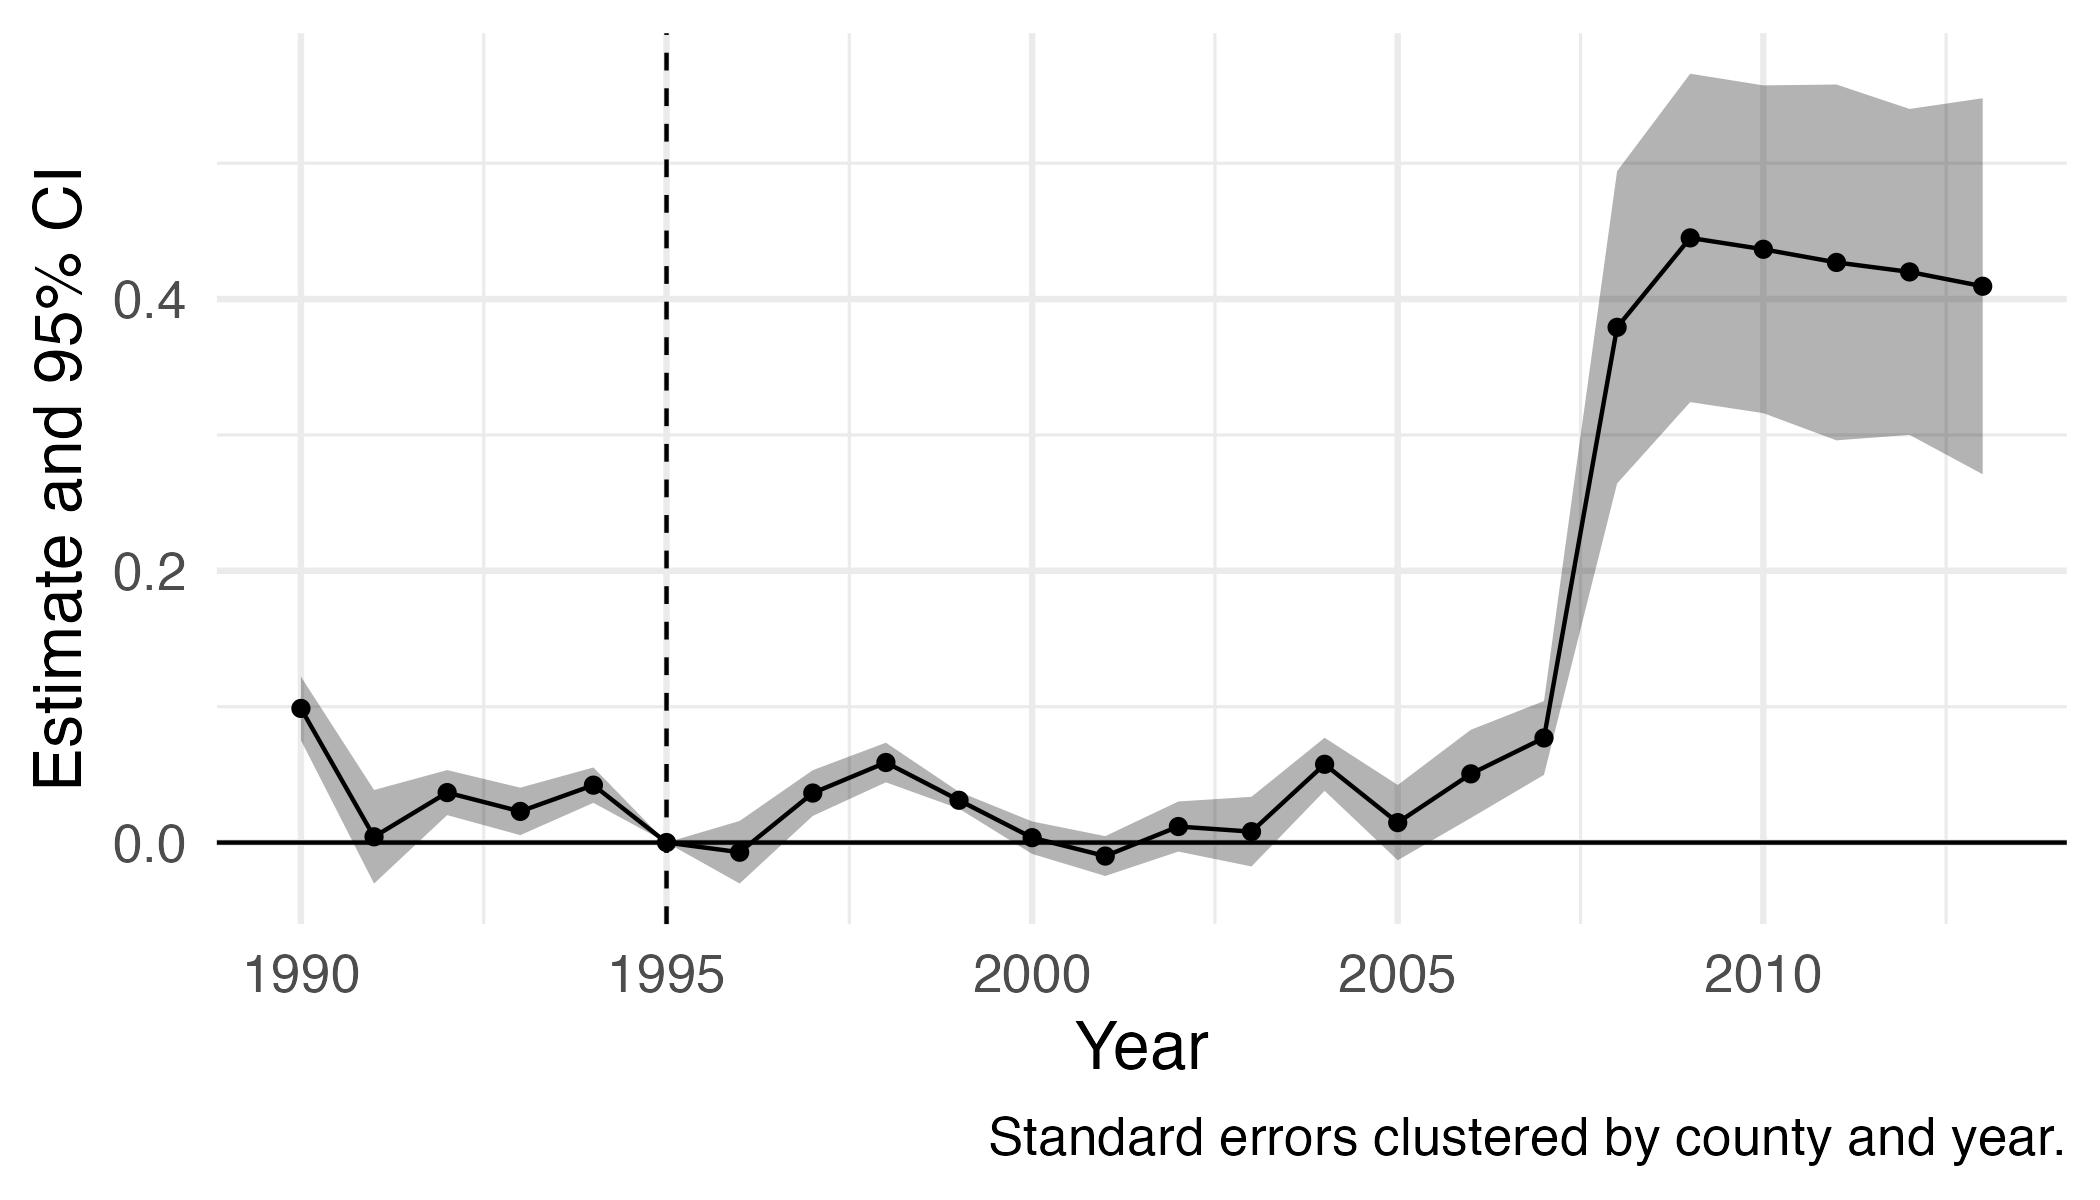 Estimate and 95% CI
0.4
0.2
0.0
1990 1995 2000 2005 2010
Year
Standard errors clustered by county and year.